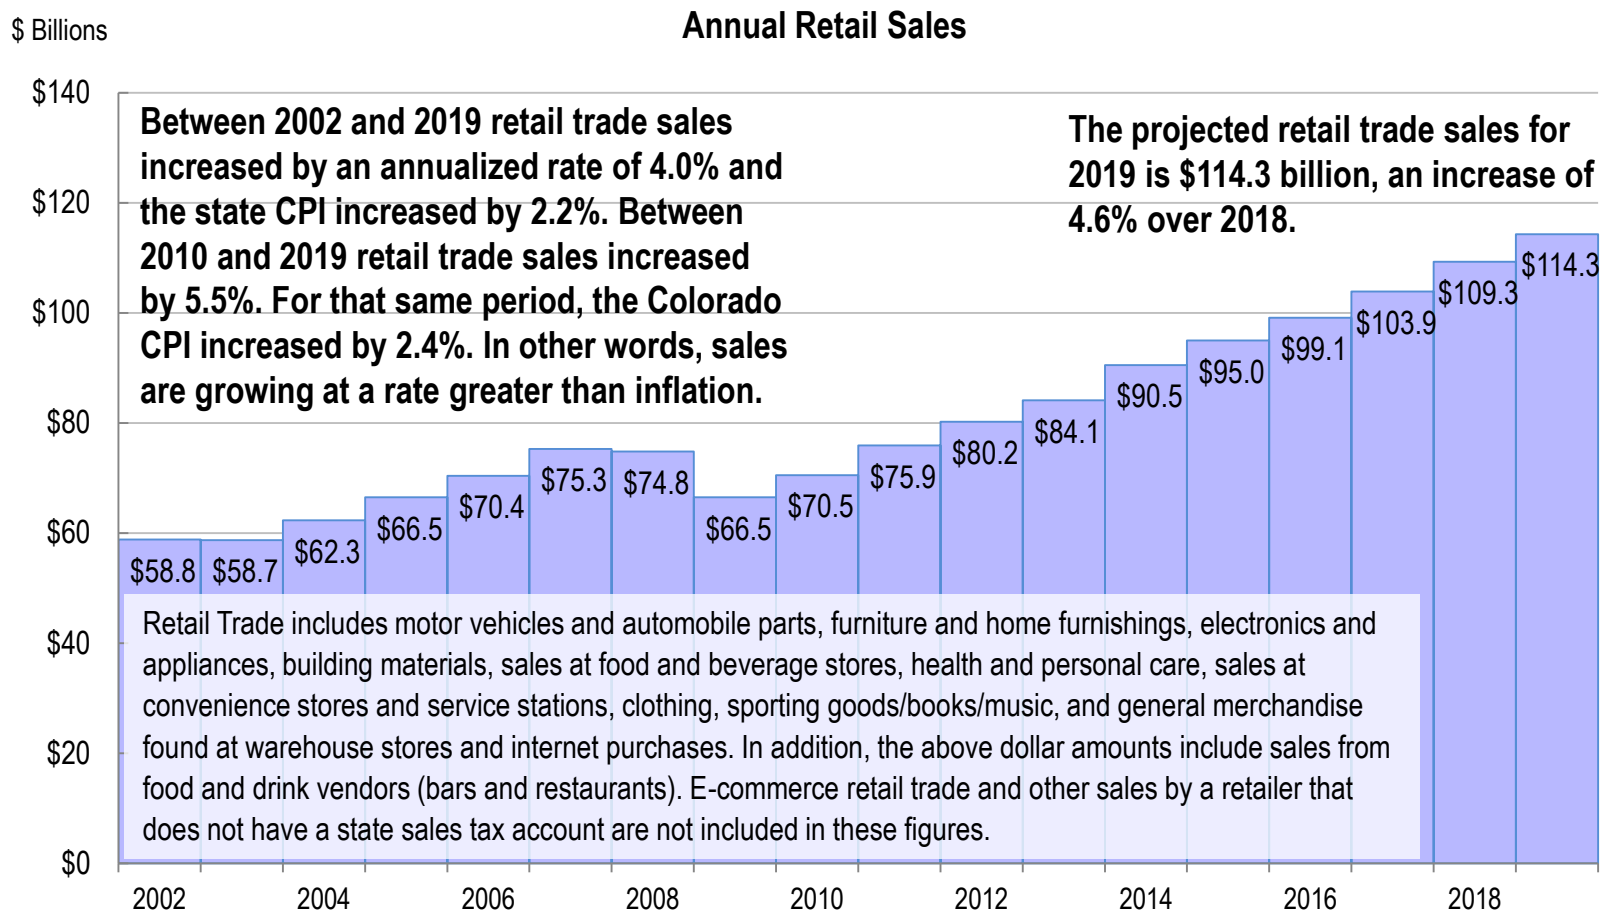 Annual Retail Sales
$ Billions
$140
$120
$100
$80
$60
$40
$20
$0
Between 2002 and 2019 retail trade sales
increased by an annualized rate of 4.0% and
the state CPI increased by 2.2%. Between
2010 and 2019 retail trade sales increased
by 5.5%. For that same period, the Colorado
CPI increased by 2.4%. In other words, sales
are growing at a rate greater than inflation.
The projected retail trade sales for
2019 is $114.3 billion, an increase of
4.6% over 2018.
$58.8
$58.7
$62.3
$66.5
$70.4
$75.3
$74.8
$66.5
$70.5
$75.9
$80.2
$84.1
$90.5
$95.0
$99.1
$103.9
$109.3
$114.3
Retail Trade includes motor vehicles and automobile parts, furniture and home furnishings, electronics and
appliances, building materials, sales at food and beverage stores, health and personal care, sales at
convenience stores and service stations, clothing, sporting goods/books/music, and general merchandise
found at warehouse stores and internet purchases. In addition, the above dollar amounts include sales from
food and drink vendors (bars and restaurants). E-commerce retail trade and other sales by a retailer that
does not have a state sales tax account are not included in these figures.
2002
2004
2006
2008
2010
2012
2014
2016
2018